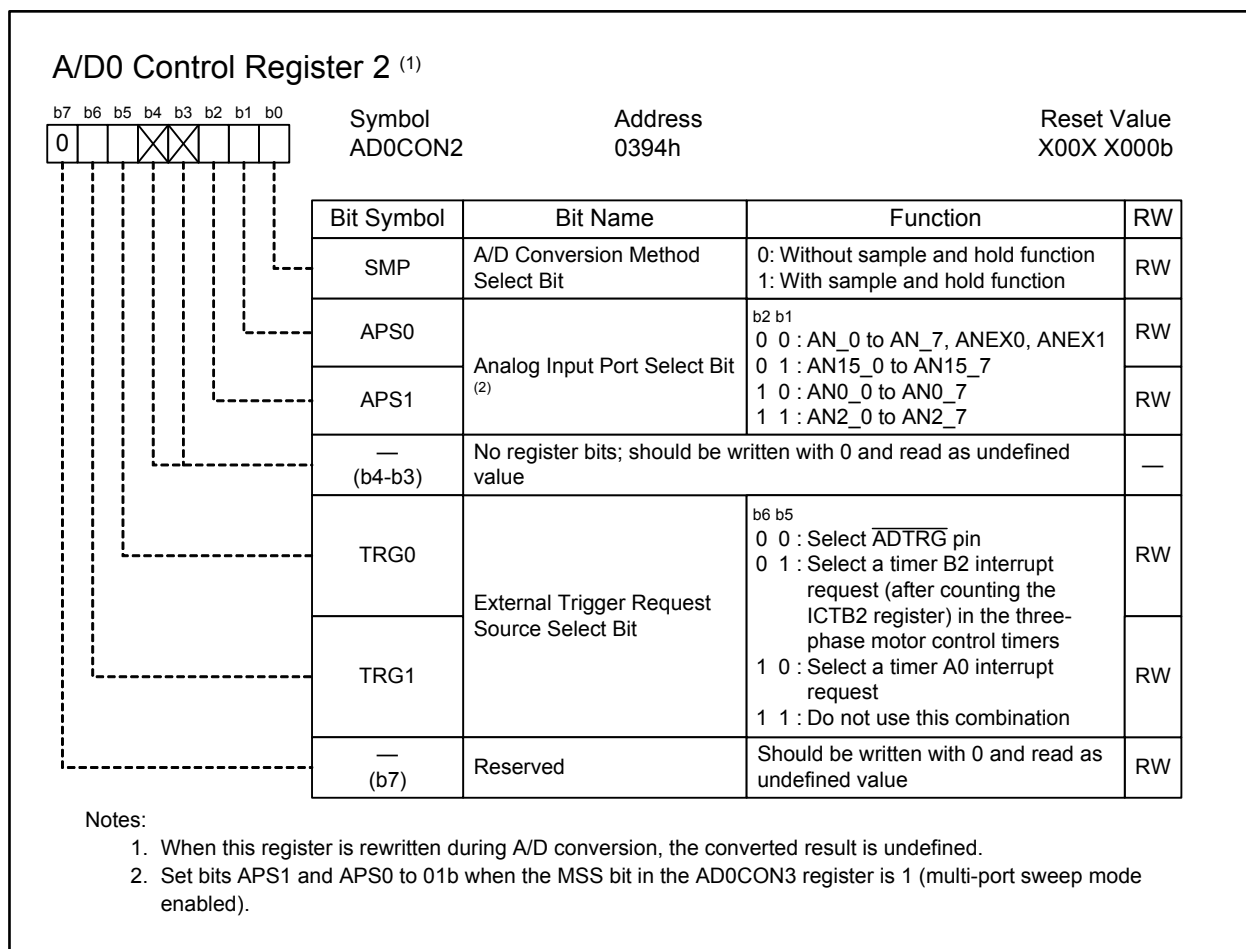 A/D0 Control Register 2 (1)
b7 b6 b5 b4 b3 b2 b1 b0
0
Symbol Address Reset Value
AD0CON2 0394h X00X X000b
Bit Symbol Bit Name Function RW
SMP
A/D Conversion Method
Select Bit
0: Without sample and hold function
1: With sample and hold function
RW
APS0
APS1
Analog Input Port Select Bit
(2)
b2 b1
0 0 : AN_0 to AN_7, ANEX0, ANEX1
0 1 : AN15_0 to AN15_7
1 0 : AN0_0 to AN0_7
1 1 : AN2_0 to AN2_7
RW
RW
—
(b4-b3)
No register bits; should be written with 0 and read as undefined
value
—
TRG0
TRG1
External Trigger Request
Source Select Bit
b6 b5
0 0 : Select ADTRG pin
0 1 : Select a timer B2 interrupt
request (after counting the
ICTB2 register) in the three-
phase motor control timers
1 0 : Select a timer A0 interrupt
request
1 1 : Do not use this combination
RW
RW
—
(b7)
Reserved
Should be written with 0 and read as
undefined value
RW
Notes:
1. When this register is rewritten during A/D conversion, the converted result is undefined.
2. Set bits APS1 and APS0 to 01b when the MSS bit in the AD0CON3 register is 1 (multi-port sweep mode
enabled).